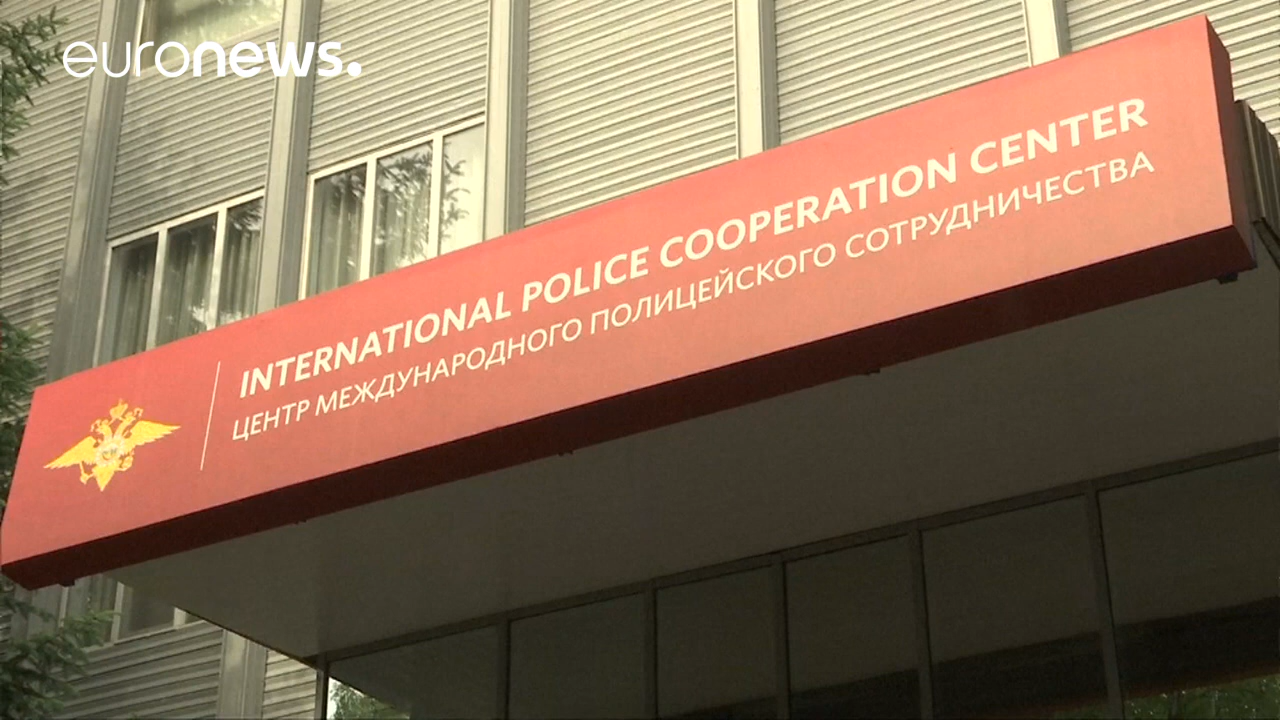 euronews.
INTERNATIONAL POLICE COOPERATION CENTER
ЦЕНТР МЕЖДУНАРОДНОГО ПОЛИЦЕЙСКОГО СОТРУДНИЧЕСТВА